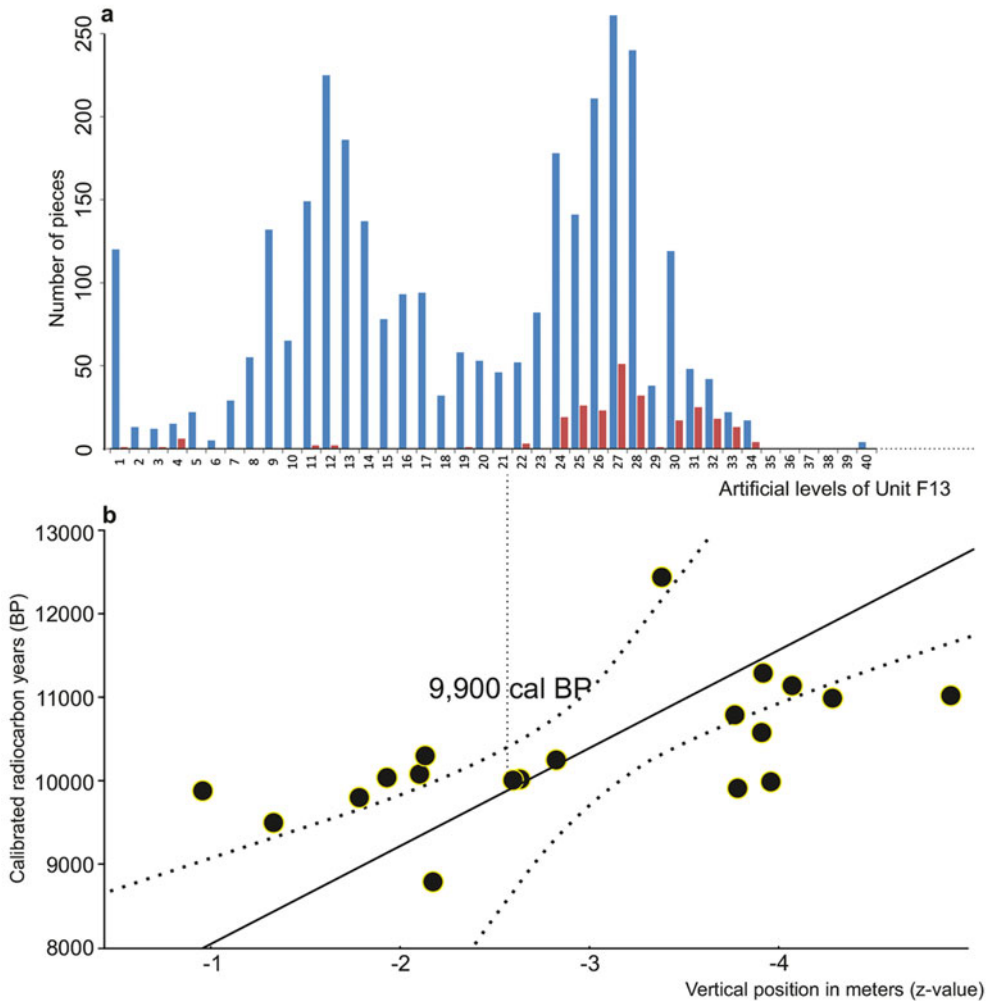 a
Number of pieces
250
200
150
100
50
0
1 2 3 4 5 6 7 8 9 10 11 12 13 14 15 16 17 18 19 20 21 22 23 24 25 26 27 28 29 30 31 32 33 34 35 36 37 38 39 40
Artificial levels of Unit F13
b
Calibrated radiocarbon years (BP)
13000
12000
11000
10000
9000
8000
9,900 cal BP
-1 -2 -3 -4
Vertical position in meters (z-value)